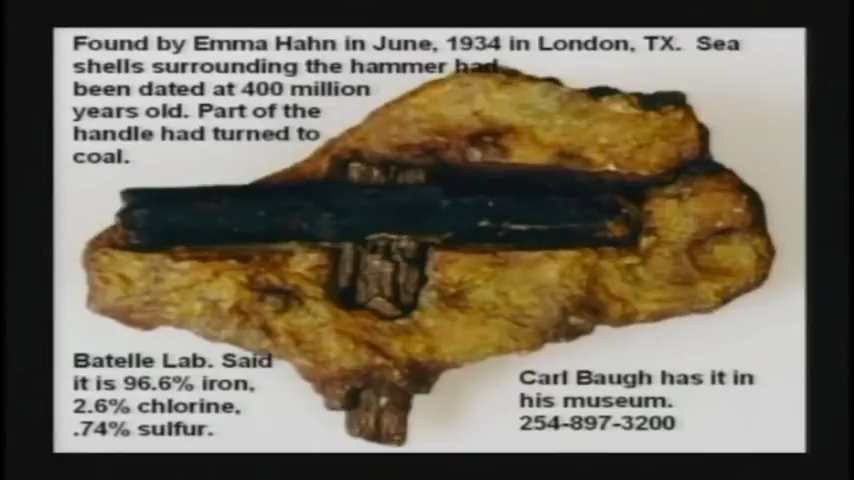 Found by Emma Hahn in June, 1934 in London, TX. Sea
shells surrounding the hammer had
been dated at 400 million
years old. Part of the
handle had turned to
coal.
Batelle Lab. Said
it is 96.6% iron,
2.6% chlorine,
.74% sulfur.
Carl Baugh has it in
his museum.
254-897-3200